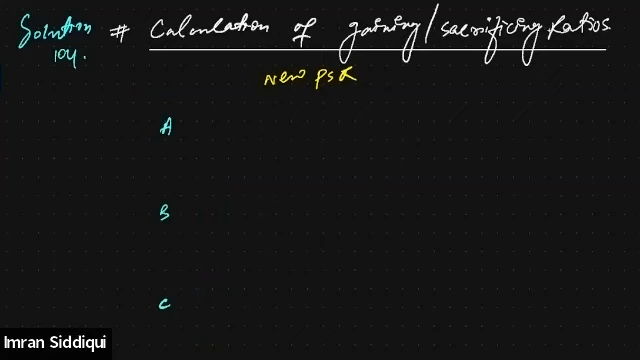 Solution # Calculation of gaining/sacrificing Ratios
104.
New PSR
A
B
C
Imran Siddiqui